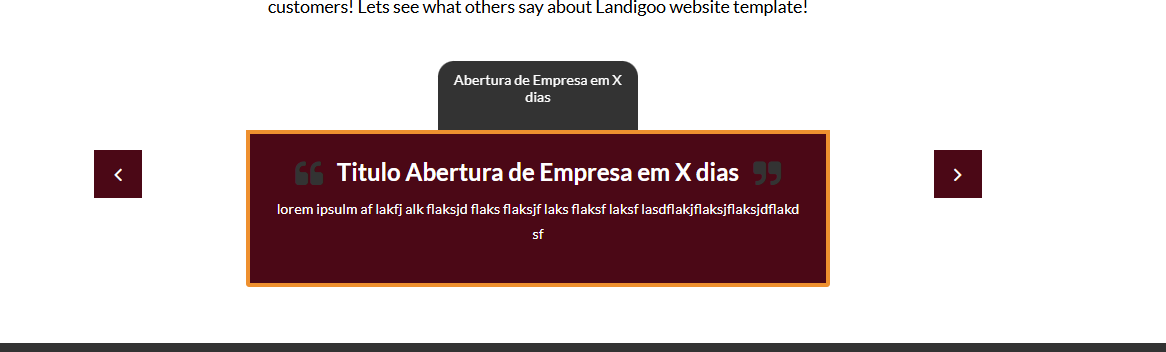 customers! Lets see what others say about Landigoo website template!
Abertura de Empresa em X
dias
Titulo Abertura de Empresa em X dias
lorem ipsulm af lakfj alk flaksjd flaks flaksjf laks flaksf laksf lasdflakjflaksjflaksjdflakd
sf